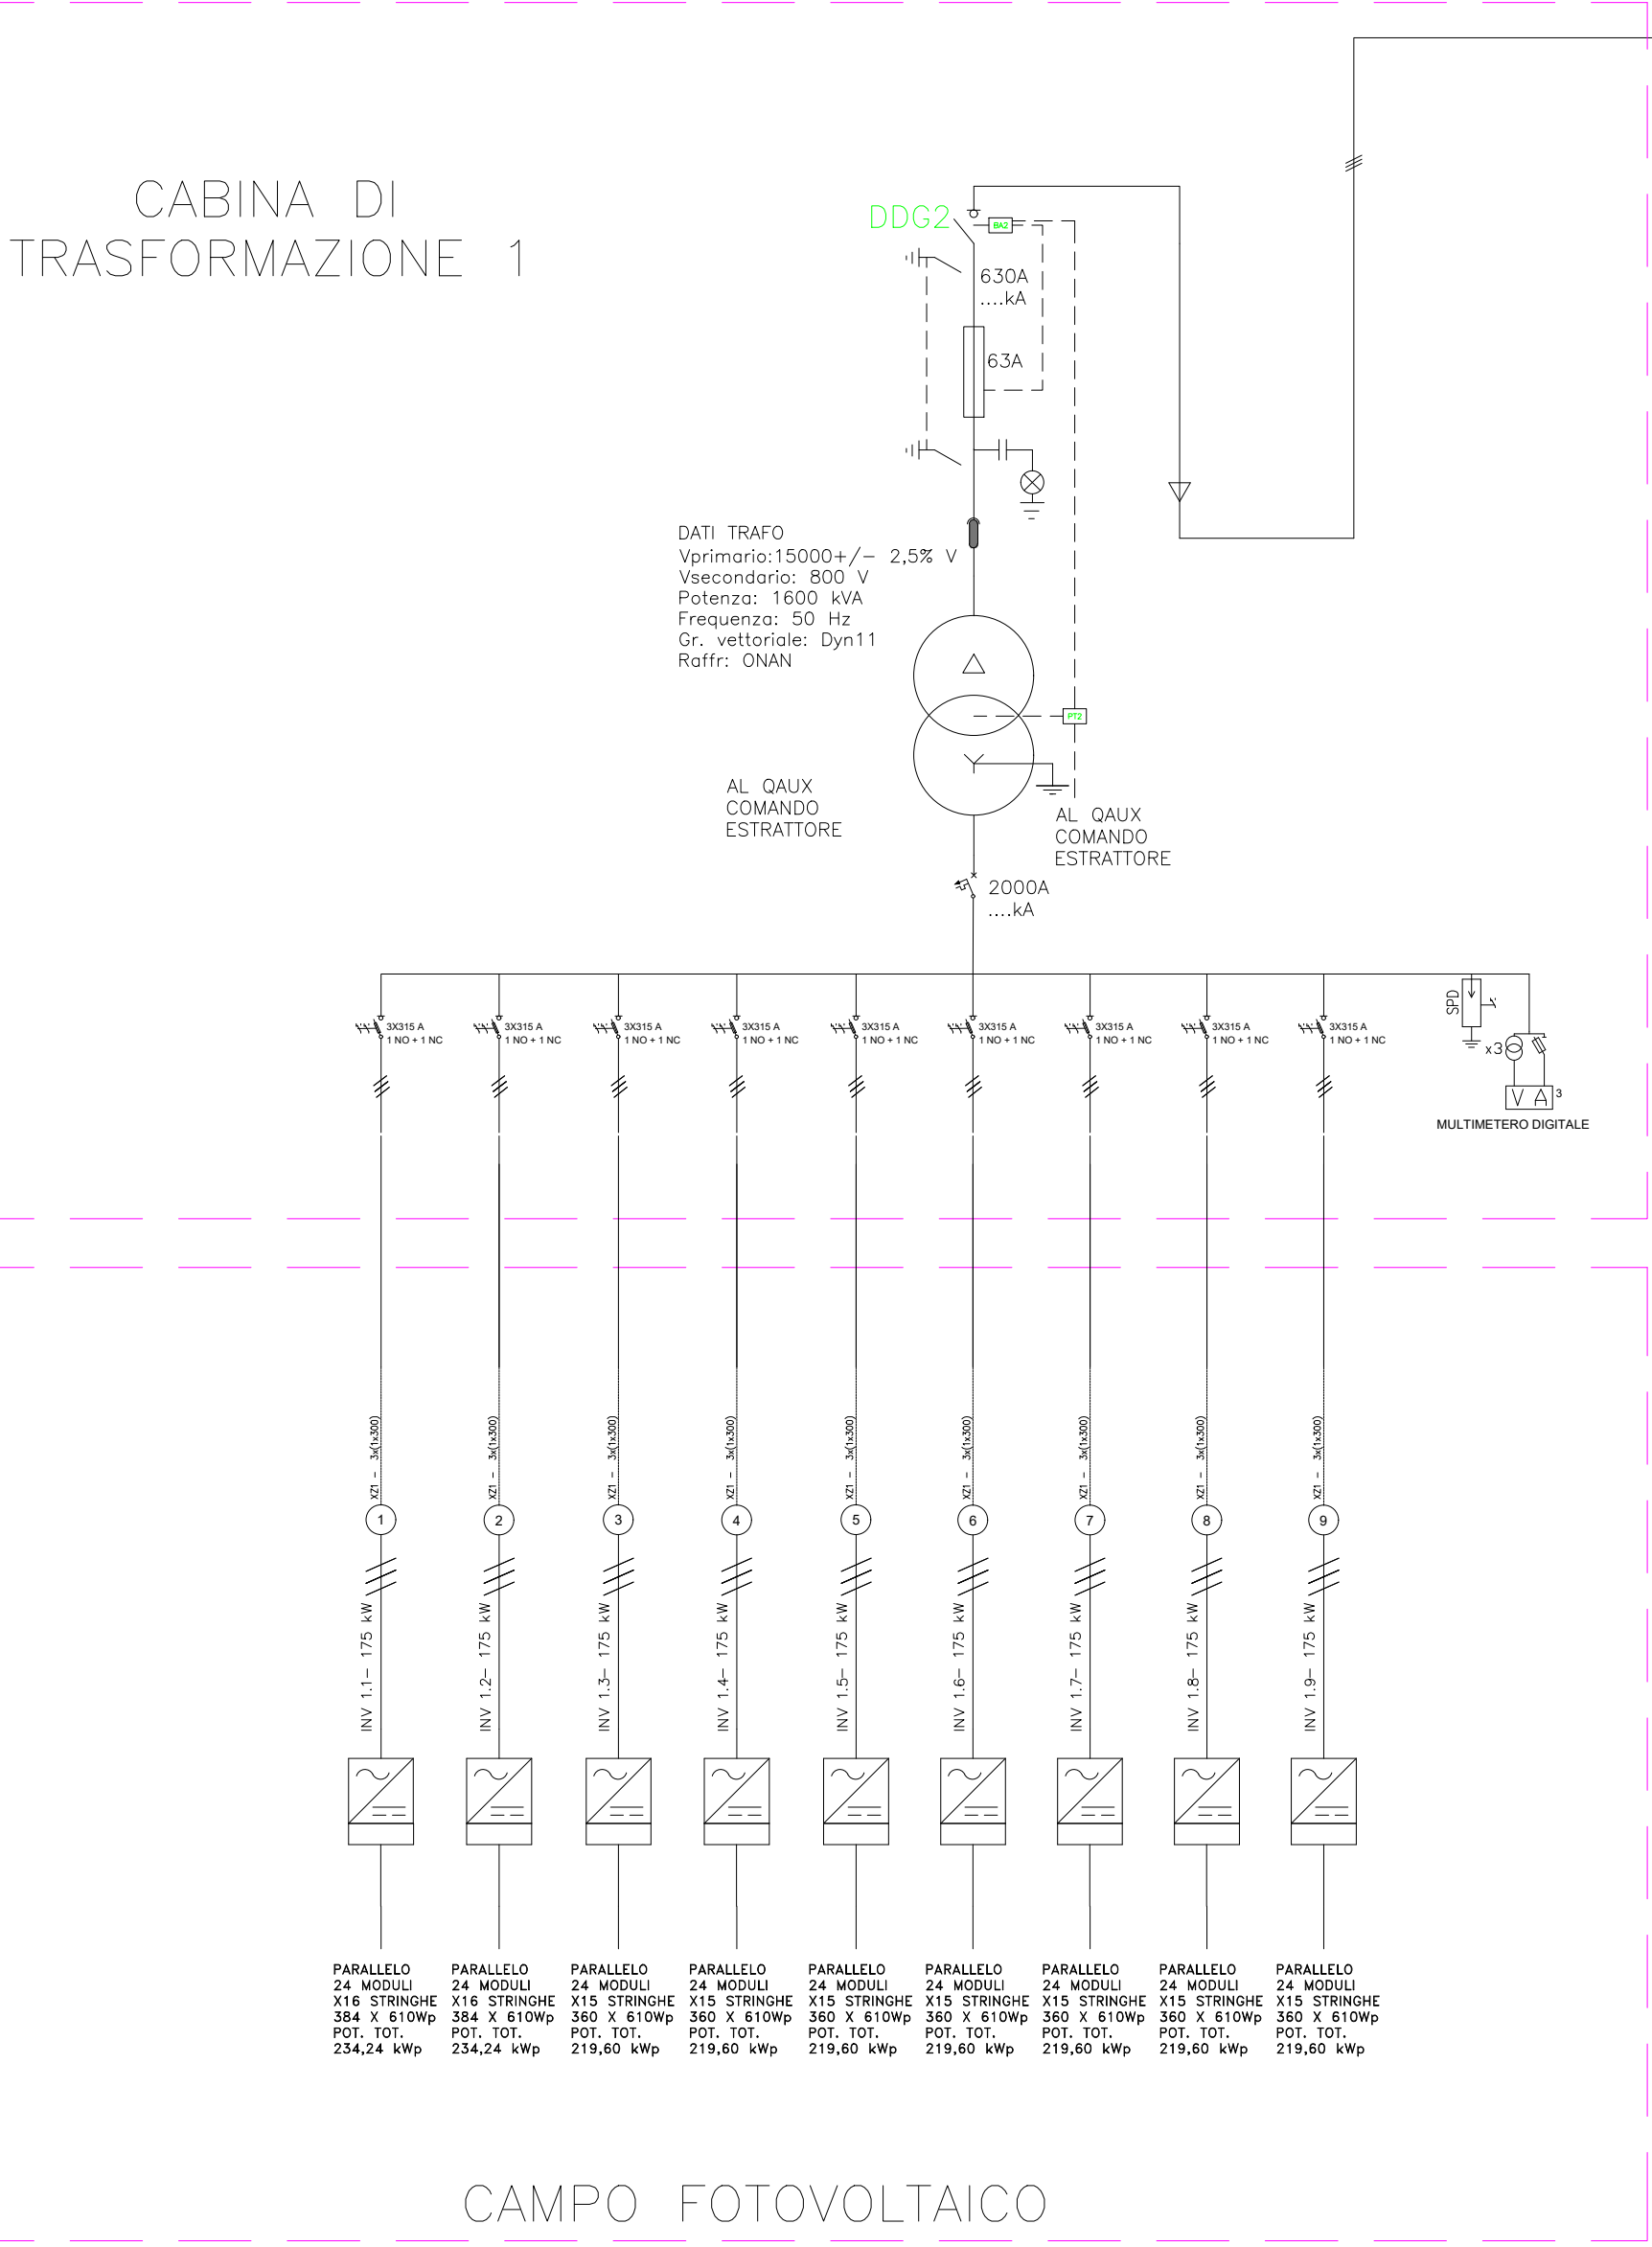 CABINA DI
TRASFORMAZIONE 1
DDG2
BA2
630A
....kA
63A
DATI TRAFO
Vprimario:15000+/- 2,5% V
Vsecondario: 800 V
Potenza: 1600 kVA
Frequenza: 50 Hz
Gr. vettoriale: Dyn11
Raffr: ONAN
PT2
AL QAUX
COMANDO
ESTRATTORE
AL QAUX
COMANDO
ESTRATTORE
2000A
....kA
3X315 A
1 NO + 1 NC
3X315 A
1 NO + 1 NC
3X315 A
1 NO + 1 NC
3X315 A
1 NO + 1 NC
3X315 A
1 NO + 1 NC
3X315 A
1 NO + 1 NC
3X315 A
1 NO + 1 NC
3X315 A
1 NO + 1 NC
3X315 A
1 NO + 1 NC
SPD
x3
V A 3
MULTIMETERO DIGITALE
XZ1 - 3x(1x300)
XZ1 - 3x(1x300)
XZ1 - 3x(1x300)
XZ1 - 3x(1x300)
XZ1 - 3x(1x300)
XZ1 - 3x(1x300)
XZ1 - 3x(1x300)
XZ1 - 3x(1x300)
XZ1 - 3x(1x300)
1
2
3
4
5
6
7
8
9
INV 1.1- 175 kW
INV 1.2- 175 kW
INV 1.3- 175 kW
INV 1.4- 175 kW
INV 1.5- 175 kW
INV 1.6- 175 kW
INV 1.7- 175 kW
INV 1.8- 175 kW
INV 1.9- 175 kW
PARALLELO
24 MODULI
X16 STRINGHE
384 X 610Wp
POT. TOT.
234,24 kWp
PARALLELO
24 MODULI
X16 STRINGHE
384 X 610Wp
POT. TOT.
234,24 kWp
PARALLELO
24 MODULI
X15 STRINGHE
360 X 610Wp
POT. TOT.
219,60 kWp
PARALLELO
24 MODULI
X15 STRINGHE
360 X 610Wp
POT. TOT.
219,60 kWp
PARALLELO
24 MODULI
X15 STRINGHE
360 X 610Wp
POT. TOT.
219,60 kWp
PARALLELO
24 MODULI
X15 STRINGHE
360 X 610Wp
POT. TOT.
219,60 kWp
PARALLELO
24 MODULI
X15 STRINGHE
360 X 610Wp
POT. TOT.
219,60 kWp
PARALLELO
24 MODULI
X15 STRINGHE
360 X 610Wp
POT. TOT.
219,60 kWp
PARALLELO
24 MODULI
X15 STRINGHE
360 X 610Wp
POT. TOT.
219,60 kWp
CAMPO FOTOVOLTAICO